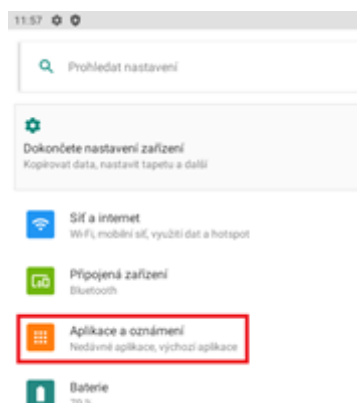 11:57
Prohledat nastavení
Dokončete nastavení zařízení
Kopírovat data, nastavit tapetu a další
Síť a internet
Wi-Fi, mobilní síť, využití dat a hotspot
Připojená zařízení
Bluetooth
Aplikace a oznámení
Nedávné aplikace, výchozí aplikace
Baterie